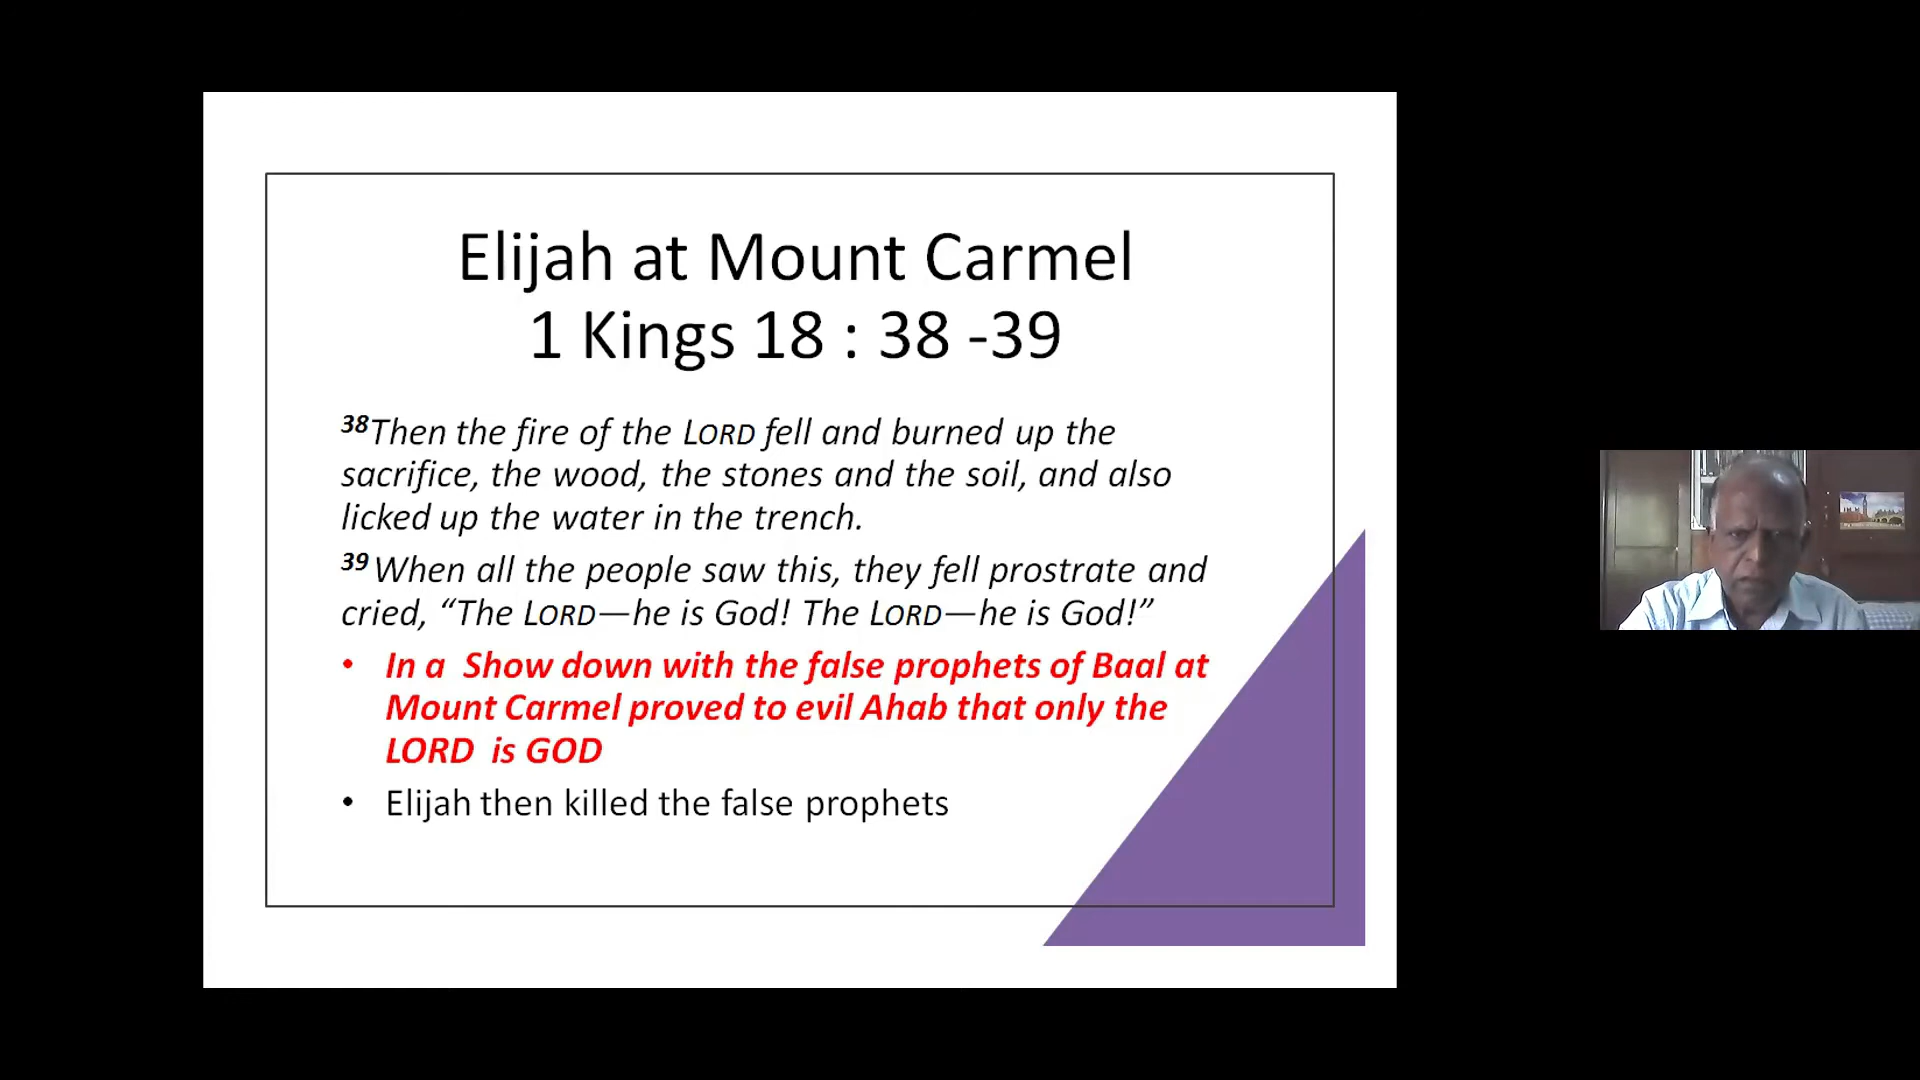 Elijah at Mount Carmel
1 Kings 18 : 38 -39
38Then the fire of the LORD fell and burned up the
sacrifice, the wood, the stones and the soil, and also
licked up the water in the trench.
39When all the people saw this, they fell prostrate and
cried, “The LORD—he is God! The LORD—he is God!”
• In a  Show down with the false prophets of Baal at
Mount Carmel proved to evil Ahab that only the
LORD  is GOD
• Elijah then killed the false prophets